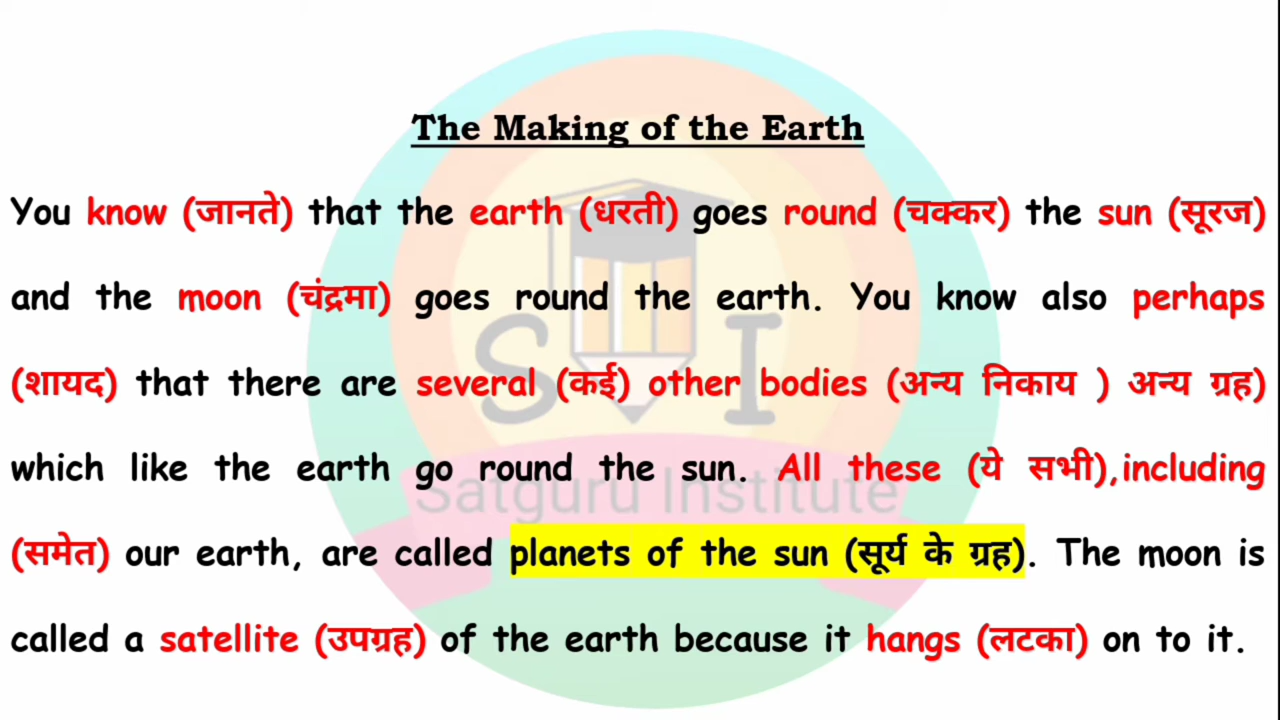 The Making of the Earth
You know (जानते) that the earth (धरती) goes round (चक्कर) the sun (सूरज)
and the moon (चंद्रमा) goes round the earth. You know also perhaps
(शायद) that there are several (कई) other bodies (अन्य निकाय ) अन्य ग्रह)
which like the earth go round the sun. All these (ये सभी),including
(समेत) our earth, are called planets of the sun (सूर्य के ग्रह). The moon is
called a satellite (उपग्रह) of the earth because it hangs (लटका) on to it.
S I
Satguru Institute